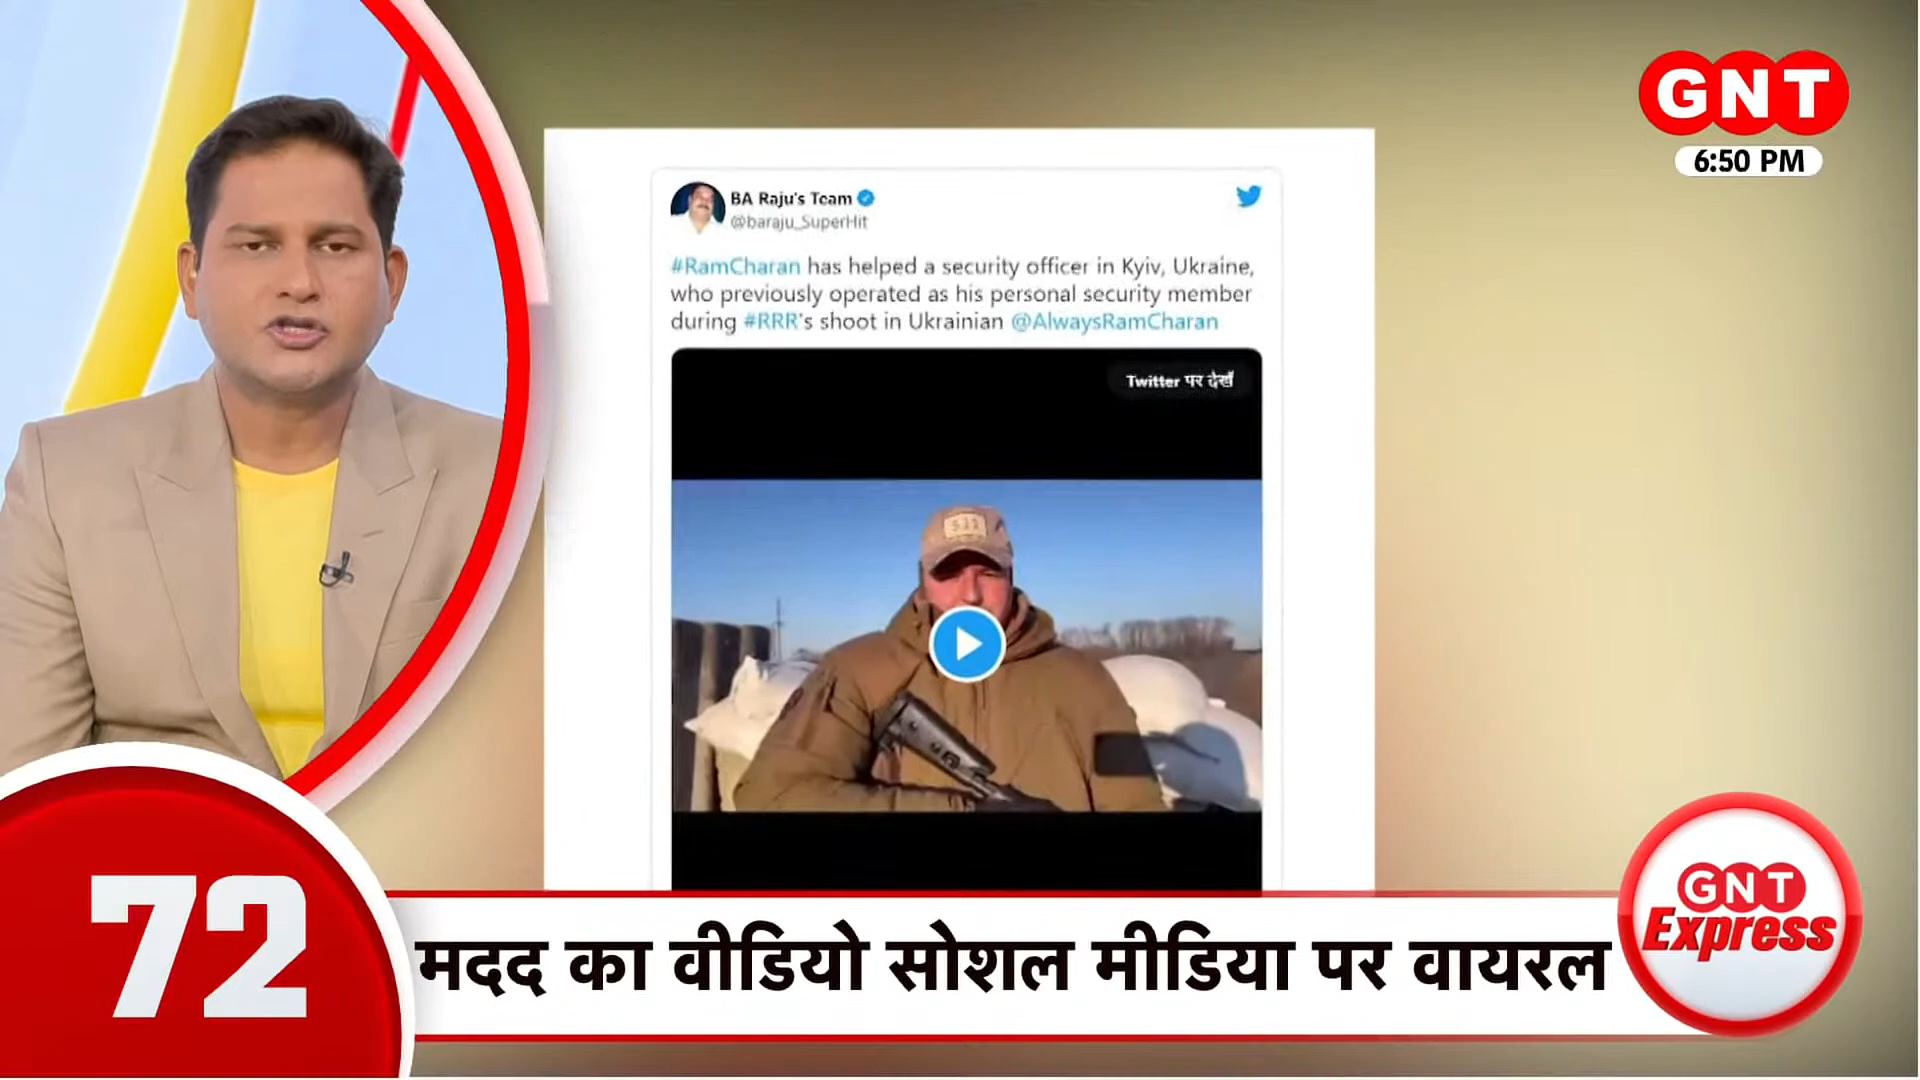 GNT
6:50 PM
BA Raju's Team
@baraju_SuperHit
#RamCharan has helped a security officer in Kyiv, Ukraine,
who previously operated as his personal security member
during #RRR's shoot in Ukrainian @AlwaysRamCharan
Twitter पर देखें
5.11
72
मदद का वीडियो सोशल मीडिया पर वायरल
GNT
Express